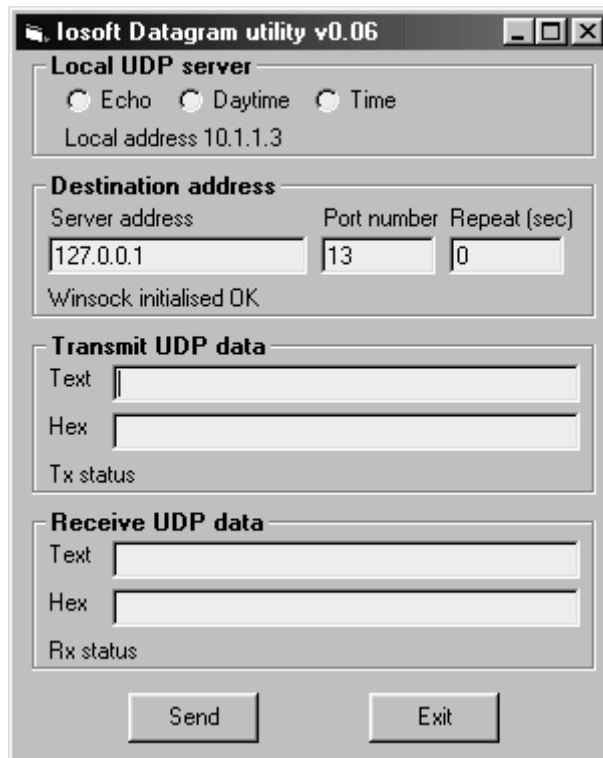 Iosoft Datagram utility v0.06
Local UDP server
Echo Daytime Time
Local address 10.1.1.3
Destination address
Server address Port number Repeat (sec)
127.0.0.1 13 0
Winsock initialised OK
Transmit UDP data
Text
Hex
Tx status
Receive UDP data
Text
Hex
Rx status
Send Exit